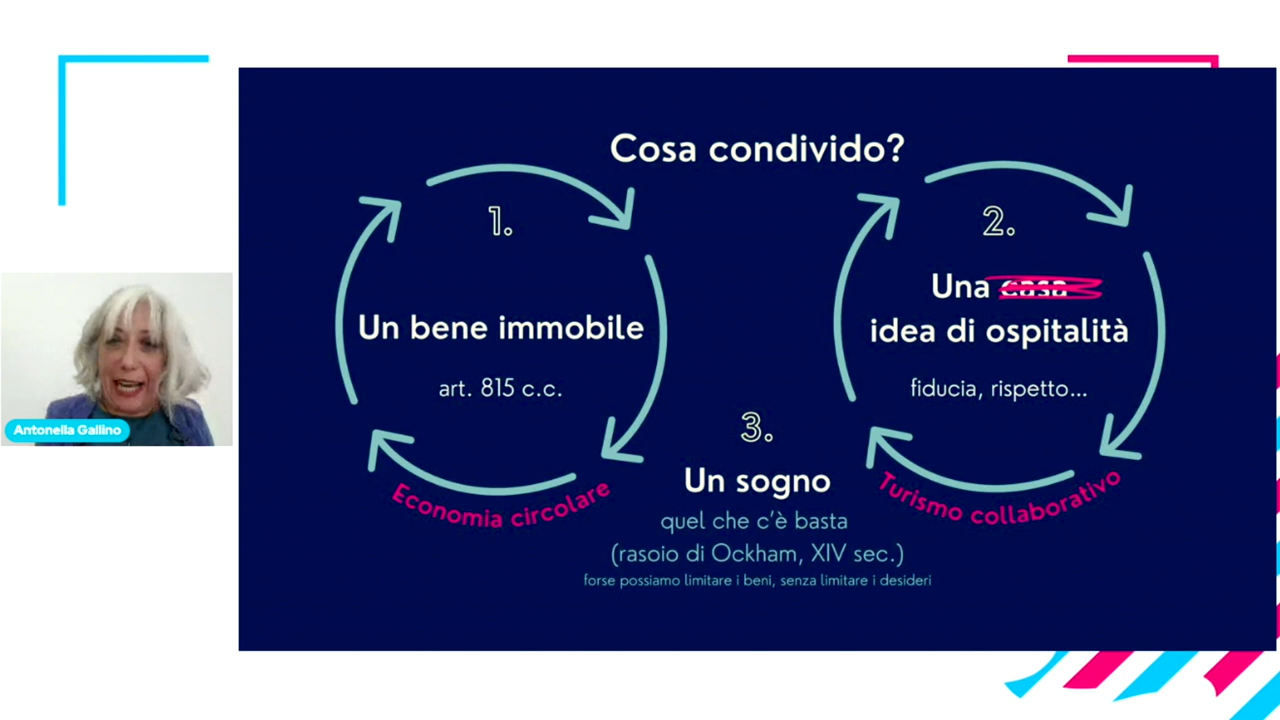 Cosa condivido?
1.
Un bene immobile
art. 815 c.c.
Economia circolare
2.
Una casa
idea di ospitalità
fiducia, rispetto...
Turismo collaborativo
3.
Un sogno
quel che c'è basta
(rasoio di Ockham, XIV sec.)
forse possiamo limitare i beni, senza limitare i desideri
Antonella Gallino